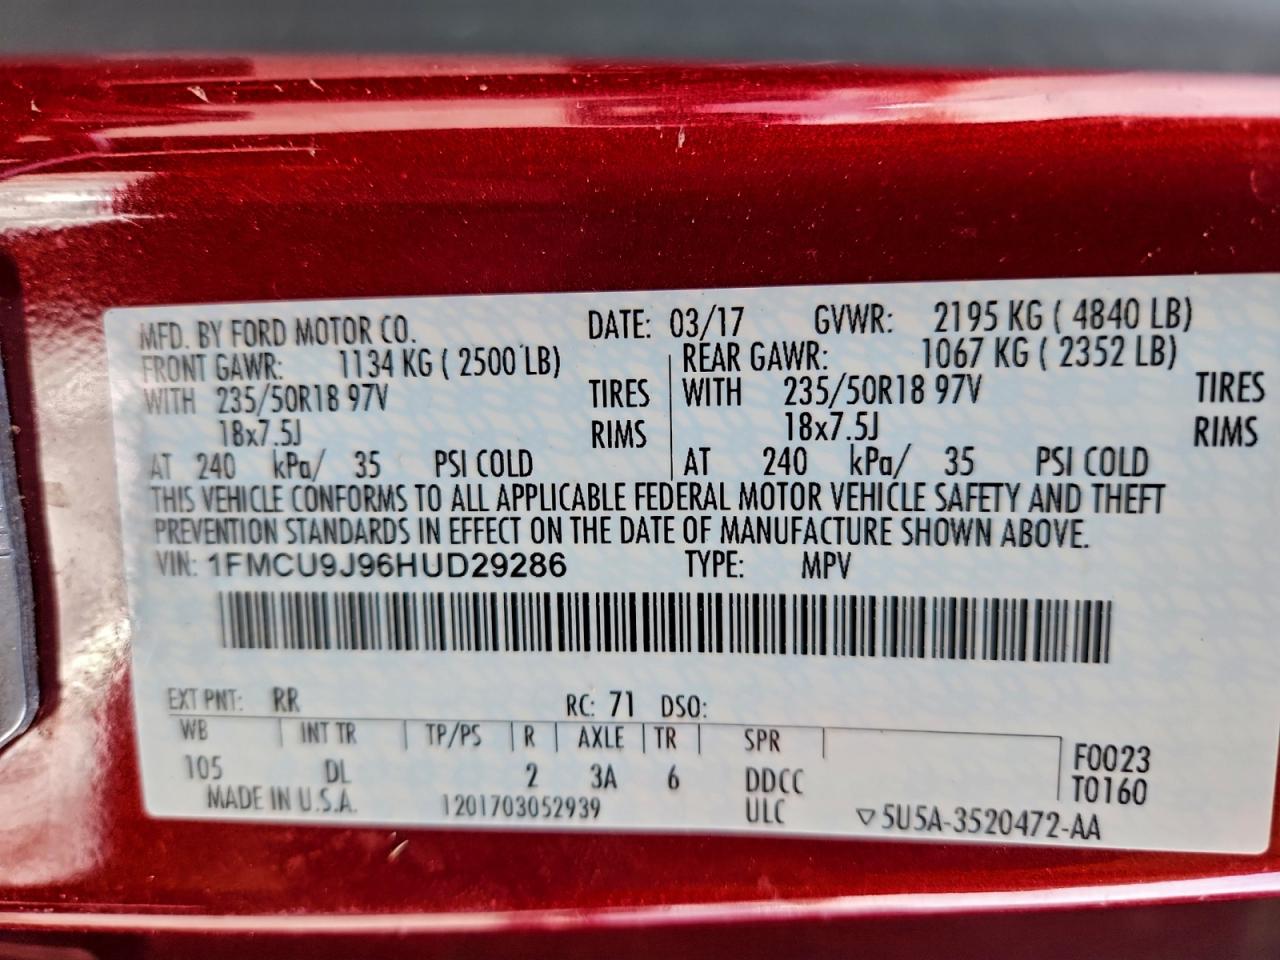 MFD. BY FORD MOTOR CO. DATE: 03/17 GVWR: 2195 KG ( 4840 LB)
FRONT GAWR: 1134 KG ( 2500 LB) REAR GAWR: 1067 KG ( 2352 LB)
WITH 235/50R18 97V TIRES WITH 235/50R18 97V TIRES
18x7.5J RIMS 18x7.5J RIMS
AT 240 kPa/ 35 PSI COLD AT 240 kPa/ 35 PSI COLD
THIS VEHICLE CONFORMS TO ALL APPLICABLE FEDERAL MOTOR VEHICLE SAFETY AND THEFT
PREVENTION STANDARDS IN EFFECT ON THE DATE OF MANUFACTURE SHOWN ABOVE.
VIN: 1FMCU9J96HUD29286 TYPE: MPV
EXT PNT: RR RC: 71 DSO:
WB INT TR TP/PS R AXLE TR SPR
105 DL 2 3A 6 DDCC F0023
T0160
MADE IN U.S.A. 1201703052939 ULC ▽5U5A-3520472-AA